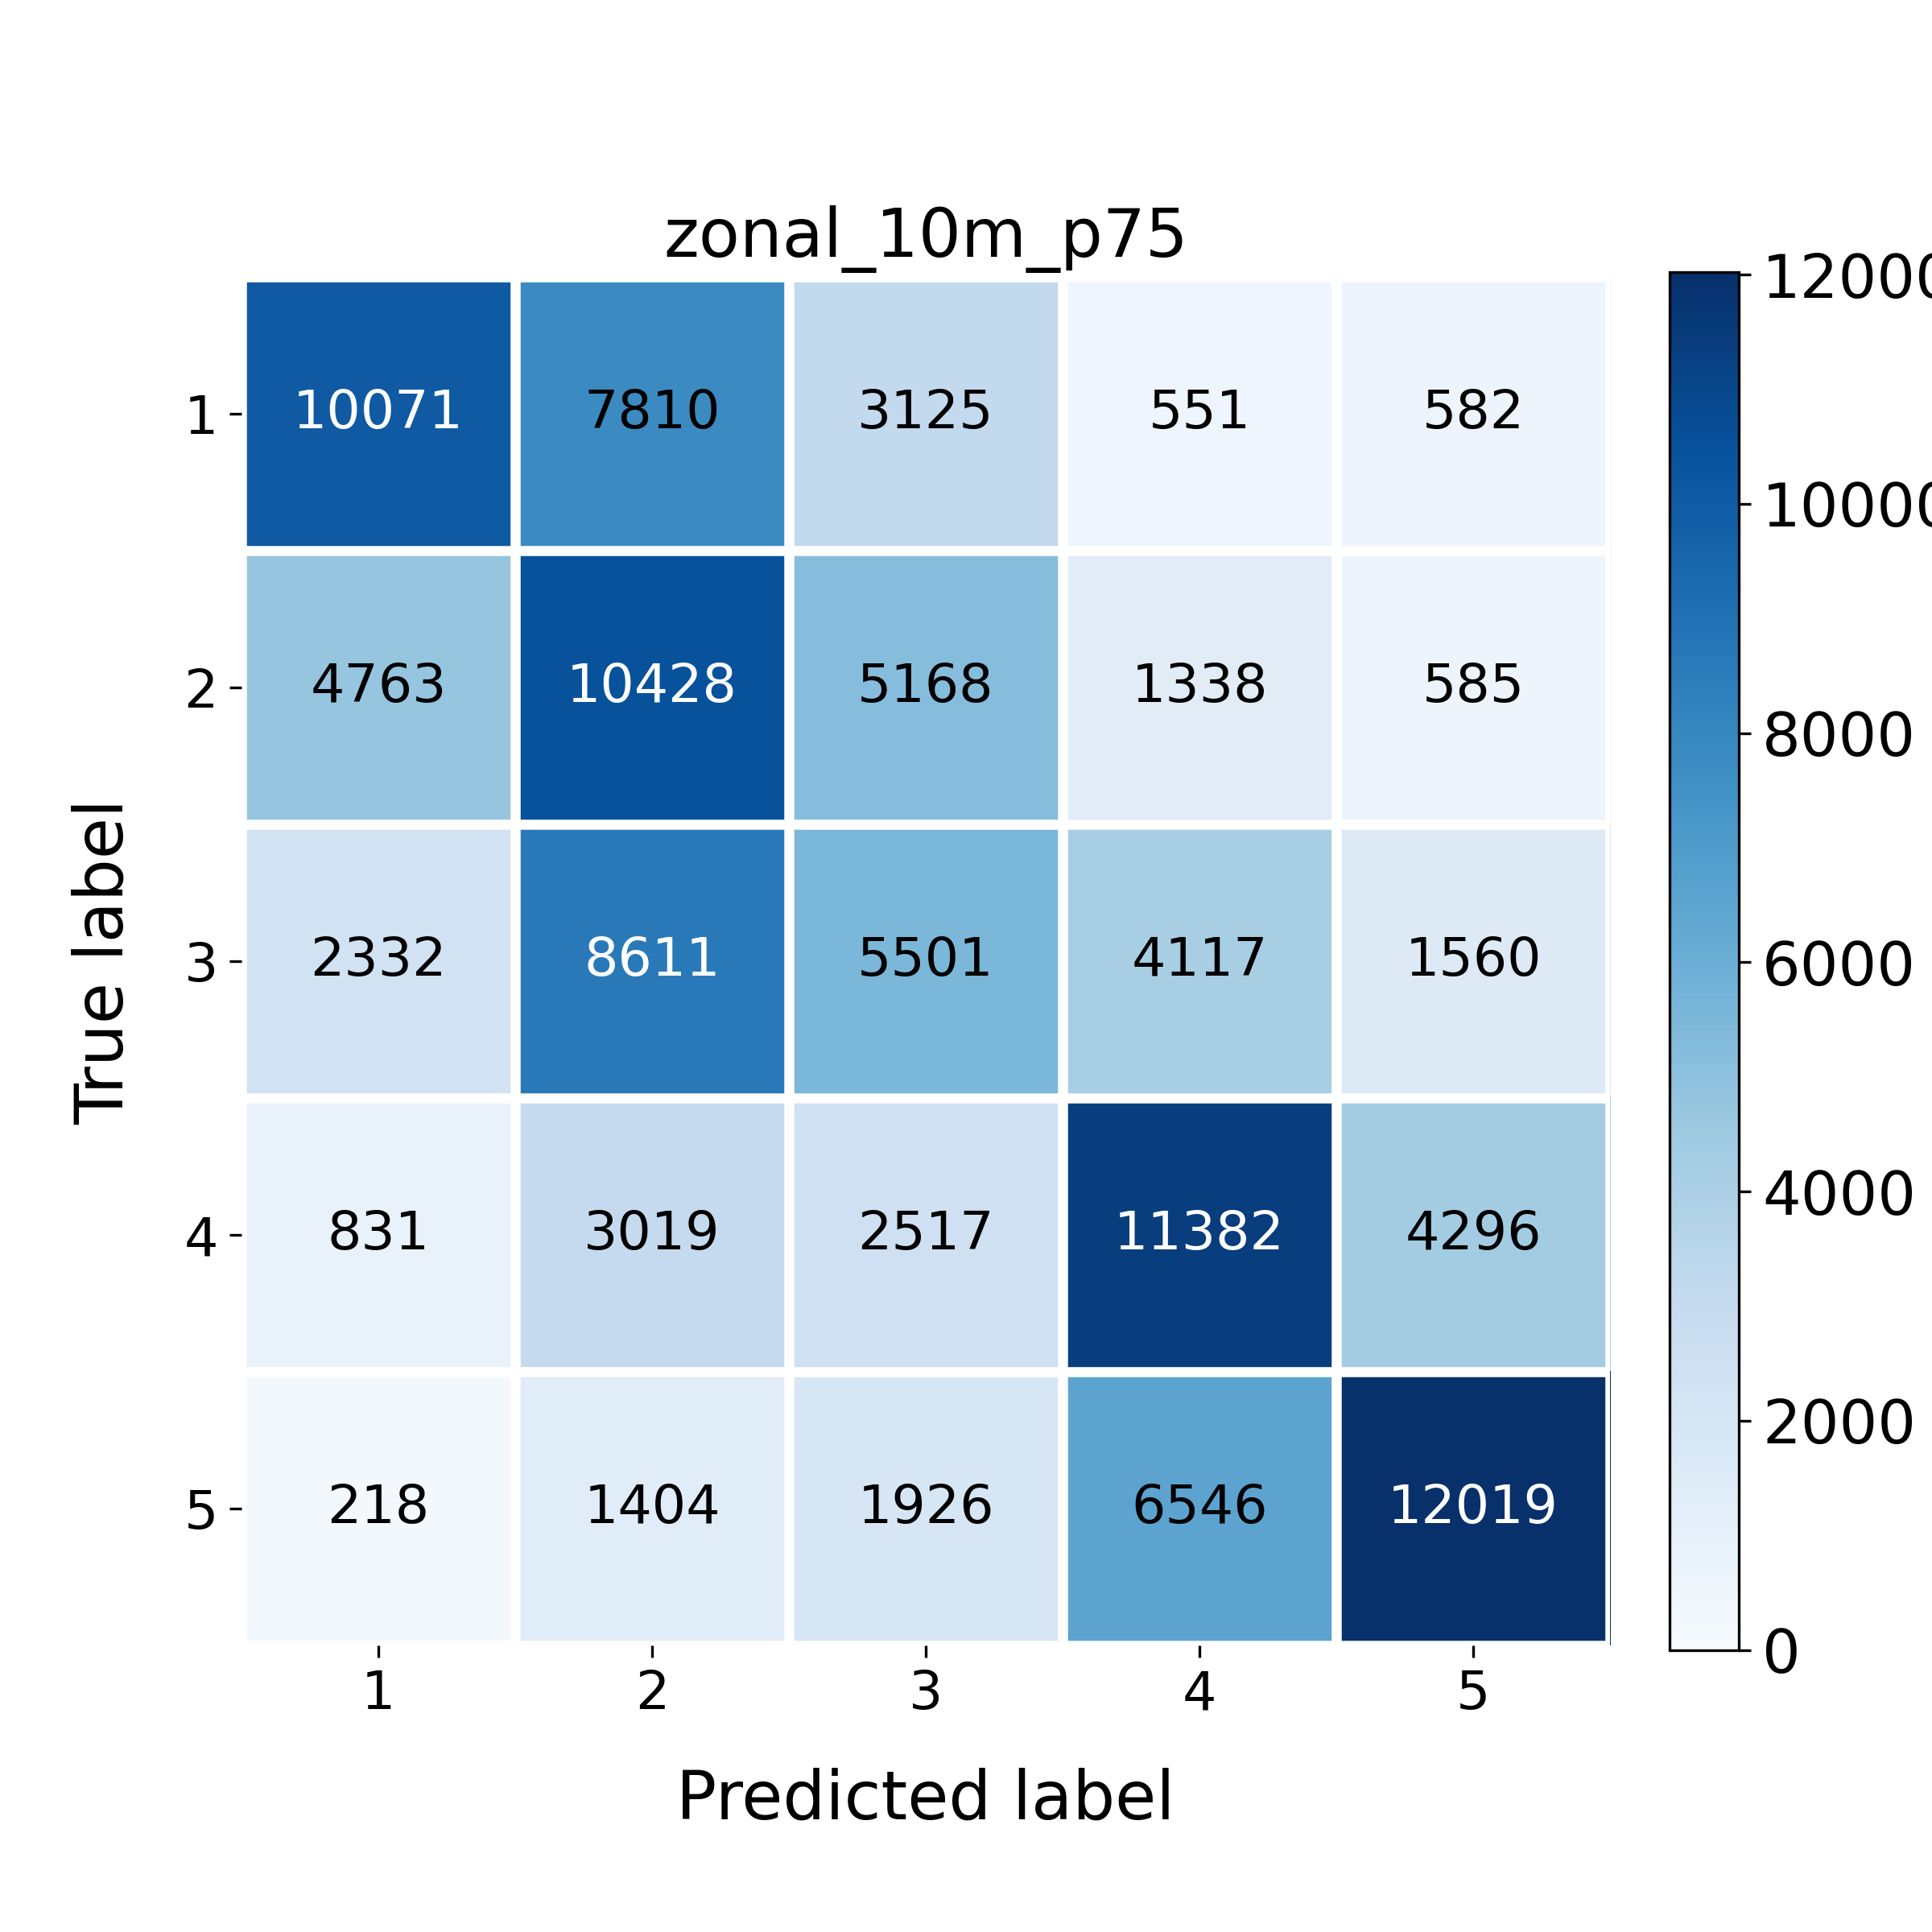 zonal_10m_p75
1 10071 7810 3125 551 582
2 4763 10428 5168 1338 585
3 2332 8611 5501 4117 1560
4 831 3019 2517 11382 4296
5 218 1404 1926 6546 12019
1 2 3 4 5
Predicted label
True label
12000
10000
8000
6000
4000
2000
0